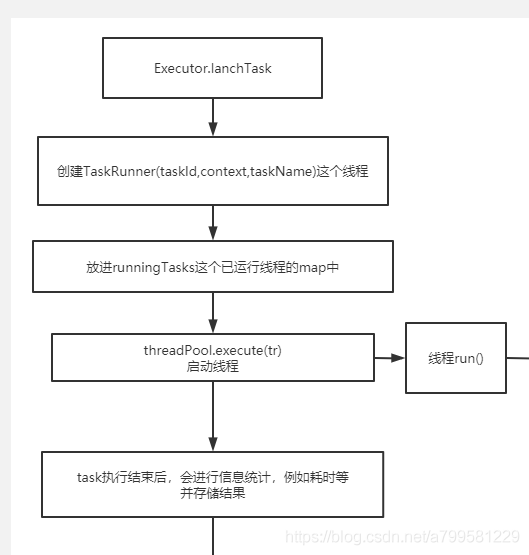 Executor.lanchTask
创建TaskRunner(taskId,context,taskName)这个线程
放进runningTasks这个已运行线程的map中
threadPool.execute(tr)
启动线程
线程run()
task执行结束后，会进行信息统计，例如耗时等
并存储结果
https://blog.csdn.net/a799581229